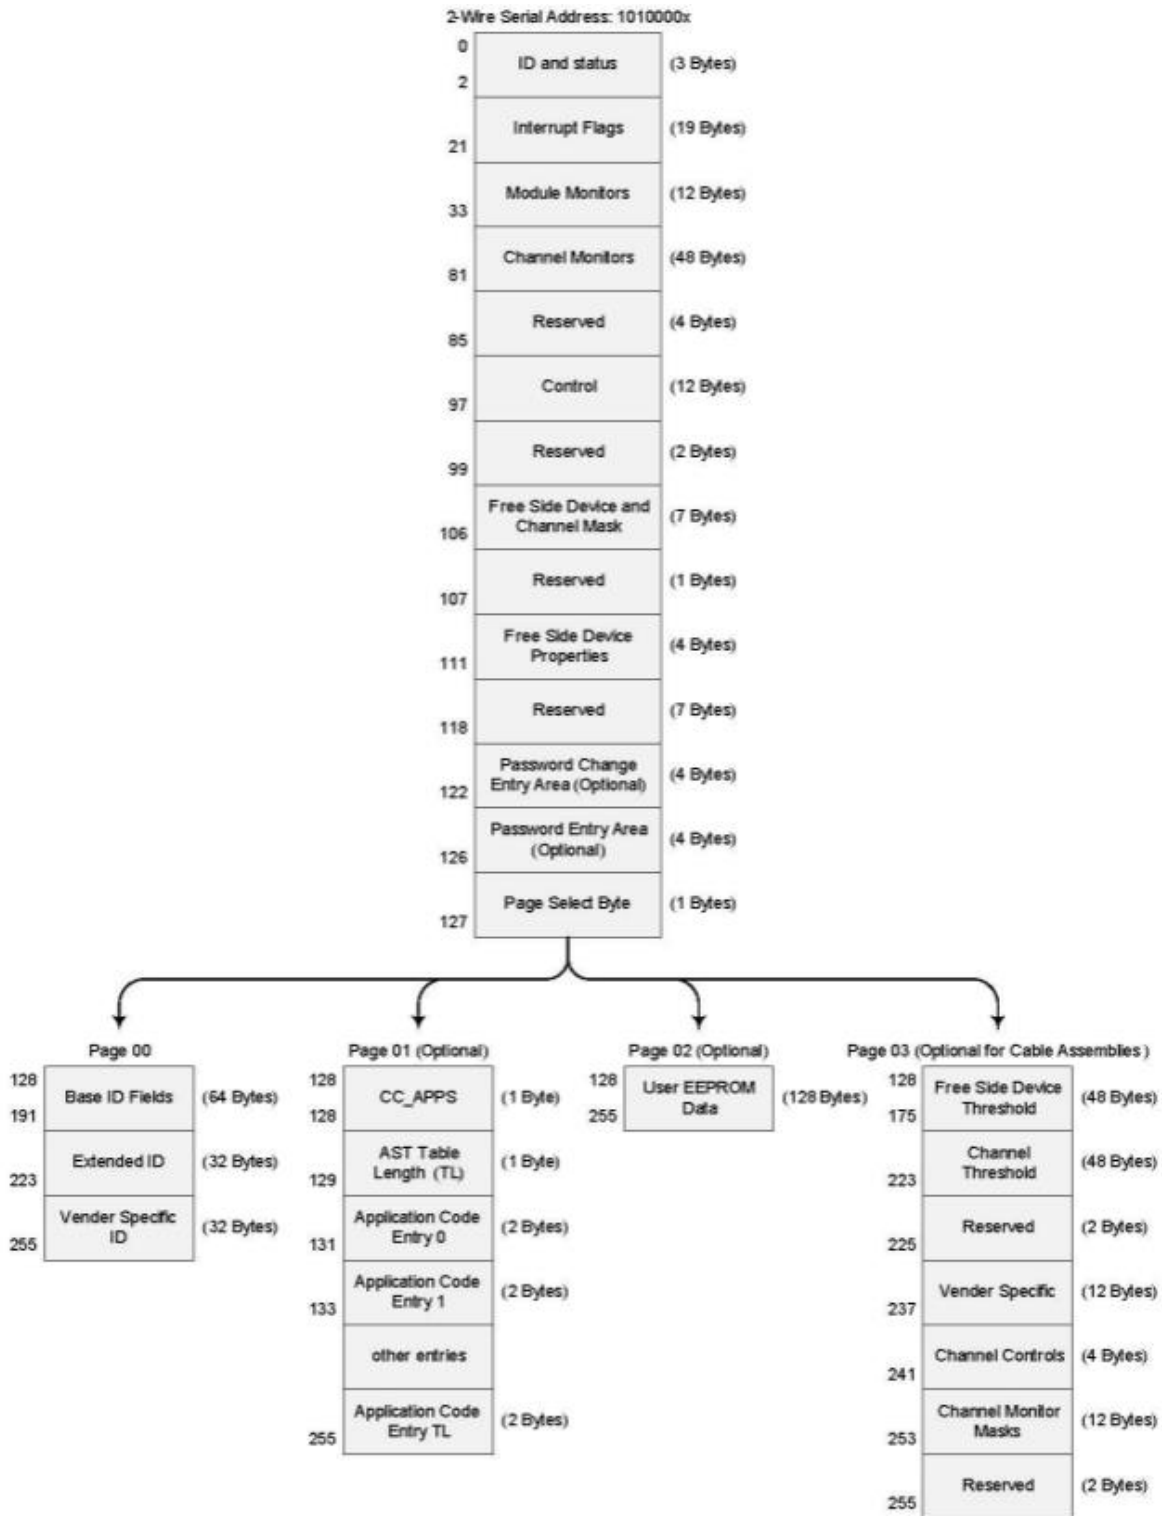 2-Wire Serial Address: 1010000x
0
ID and status
(3 Bytes)
2
Interrupt Flags
(19 Bytes)
21
Module Monitors
(12 Bytes)
33
Channel Monitors
(48 Bytes)
81
Reserved
(4 Bytes)
85
Control
(12 Bytes)
97
Reserved
(2 Bytes)
99
Free Side Device and
Channel Mask
(7 Bytes)
106
Reserved
(1 Bytes)
107
Free Side Device
Properties
(4 Bytes)
111
Reserved
(7 Bytes)
118
Password Change
Entry Area (Optional)
(4 Bytes)
122
Password Entry Area
(Optional)
(4 Bytes)
126
Page Select Byte
(1 Bytes)
127
Page 00
128
Base ID Fields
(64 Bytes)
191
Extended ID
(32 Bytes)
223
Vender Specific
ID
(32 Bytes)
255
Page 01 (Optional)
128
CC_APPS
(1 Byte)
128
AST Table
Length (TL)
(1 Byte)
129
Application Code
Entry 0
(2 Bytes)
131
Application Code
Entry 1
(2 Bytes)
133
other entries
Application Code
Entry TL
(2 Bytes)
255
Page 02 (Optional)
128
User EEPROM
Data
(128 Bytes)
255
Page 03 (Optional for Cable Assemblies )
128
Free Side Device
Threshold
(48 Bytes)
175
Channel
Threshold
(48 Bytes)
223
Reserved
(2 Bytes)
225
Vender Specific
(12 Bytes)
237
Channel Controls
(4 Bytes)
241
Channel Monitor
Masks
(12 Bytes)
253
Reserved
(2 Bytes)
255